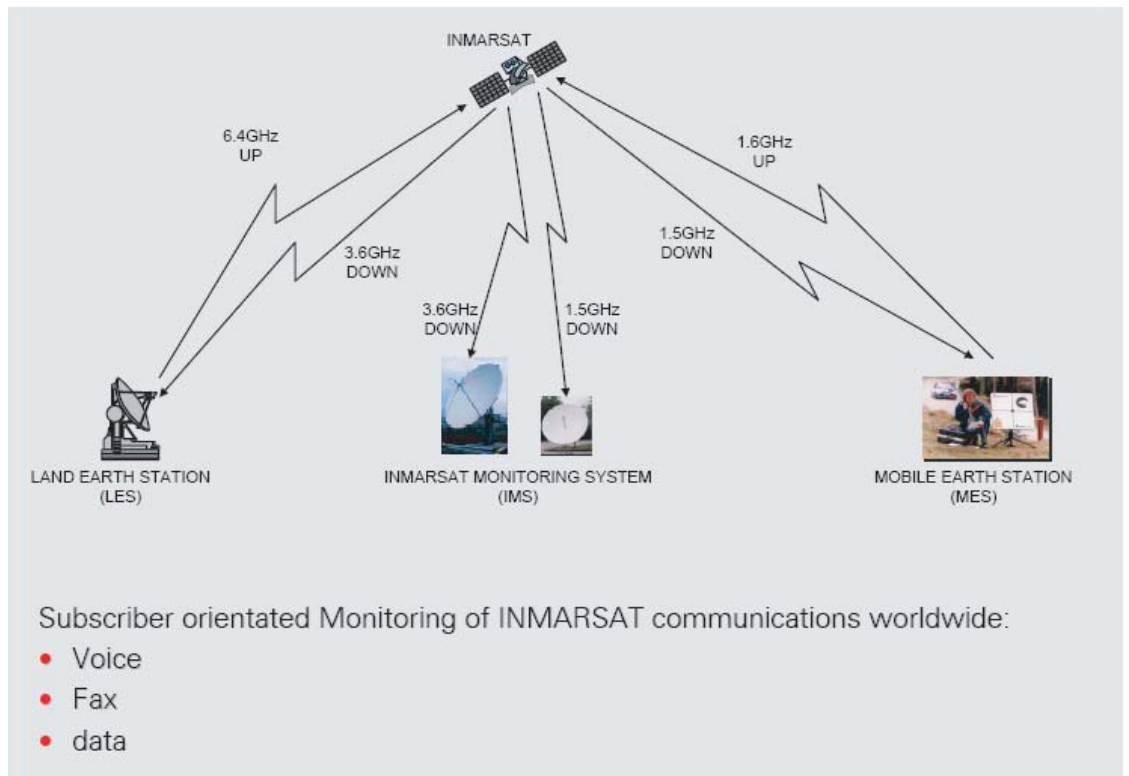 INMARSAT
6.4GHz
UP
1.6GHz
UP
3.6GHz
DOWN
1.5GHz
DOWN
3.6GHz
DOWN
1.5GHz
DOWN
LAND EARTH STATION
(LES)
INMARSAT MONITORING SYSTEM
(IMS)
MOBILE EARTH STATION
(MES)
Subscriber orientated Monitoring of INMARSAT communications worldwide:
• Voice
• Fax
• data